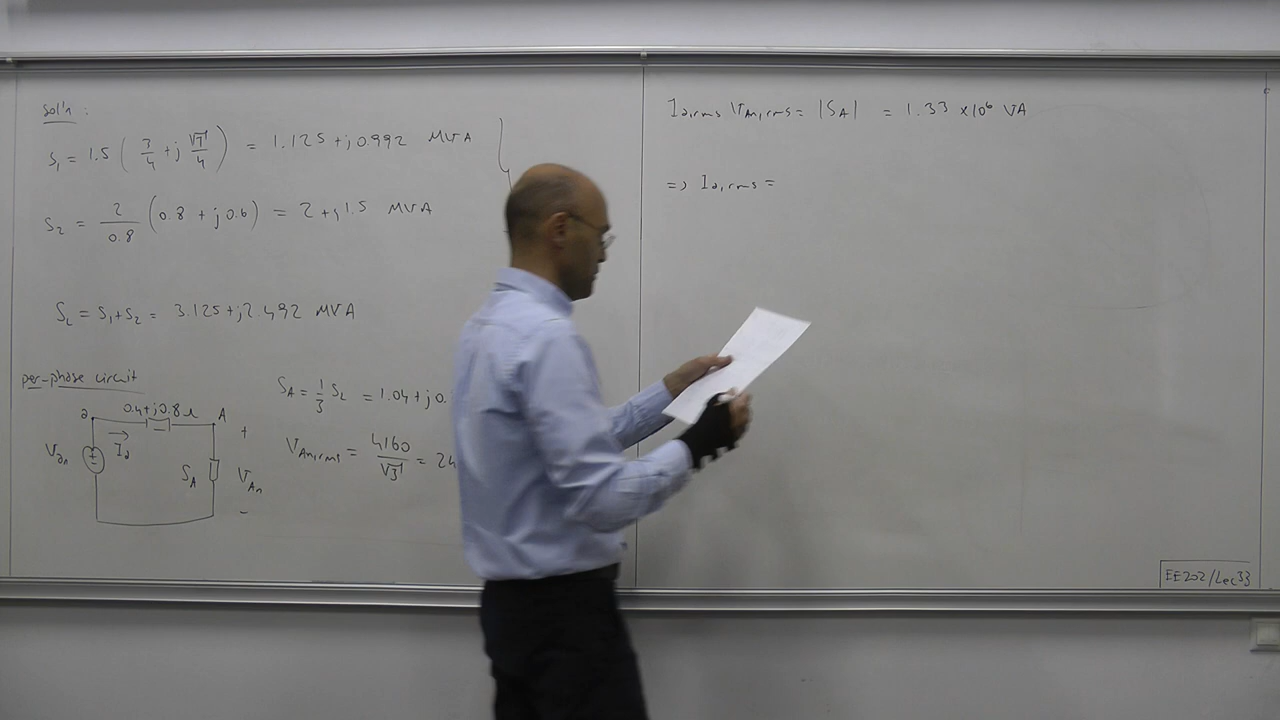 sol'n :
S₁ = 1.5 ( 3/4 + j √7/4 ) = 1.125 + j0.992 MVA
S₂ = 2/0.8 (0.8 + j0.6) = 2 + j1.5 MVA
S_L = S₁+S₂ = 3.125 + j2.492 MVA
per-phase circuit
a 0.4+j0.8 Ω A
I_a
V_an + S_A + V_An -
S_A = 1/3 S_L = 1.04 + j0.
V_An,rms = 4160/√3 = 24
I_a,rms V_An,rms = |S_A| = 1.33 ×10⁶ VA
=> I_a,rms =
EE202/Lec33